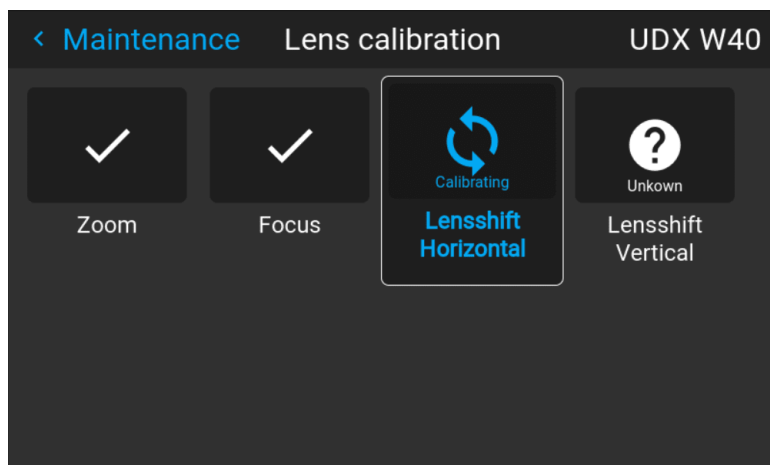 ‹ Maintenance Lens calibration UDX W40
Calibrating
Unkown
Zoom
Focus
Lensshift
Horizontal
Lensshift
Vertical